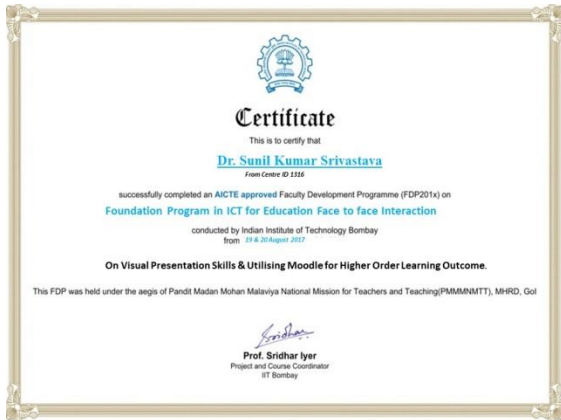 Certificate
This is to certify that
Dr. Sunil Kumar Srivastava
From Centre ID 1316
successfully completed an AICTE approved Faculty Development Programme (FDP201x) on
Foundation Program in ICT for Education Face to face Interaction
conducted by Indian Institute of Technology Bombay
from 19 & 20 August 2017
On Visual Presentation Skills & Utilising Moodle for Higher Order Learning Outcome.
This FDP was held under the aegis of Pandit Madan Mohan Malaviya National Mission for Teachers and Teaching(PMMMNMTT), MHRD, GoI
Sridhar
Prof. Sridhar Iyer
Project and Course Coordinator
IIT Bombay